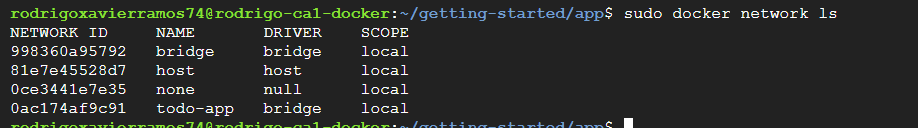 rodrigoxavierramos74@rodrigo-ca1-docker:~/getting-started/app$ sudo docker network ls
NETWORK ID     NAME       DRIVER    SCOPE
998360a95792   bridge     bridge    local
81e7e45528d7   host       host      local
0ce3441e7e35   none       null      local
0ac174af9c91   todo-app   bridge    local
rodrigoxavierramos74@rodrigo-ca1-docker:~/getting-started/app$